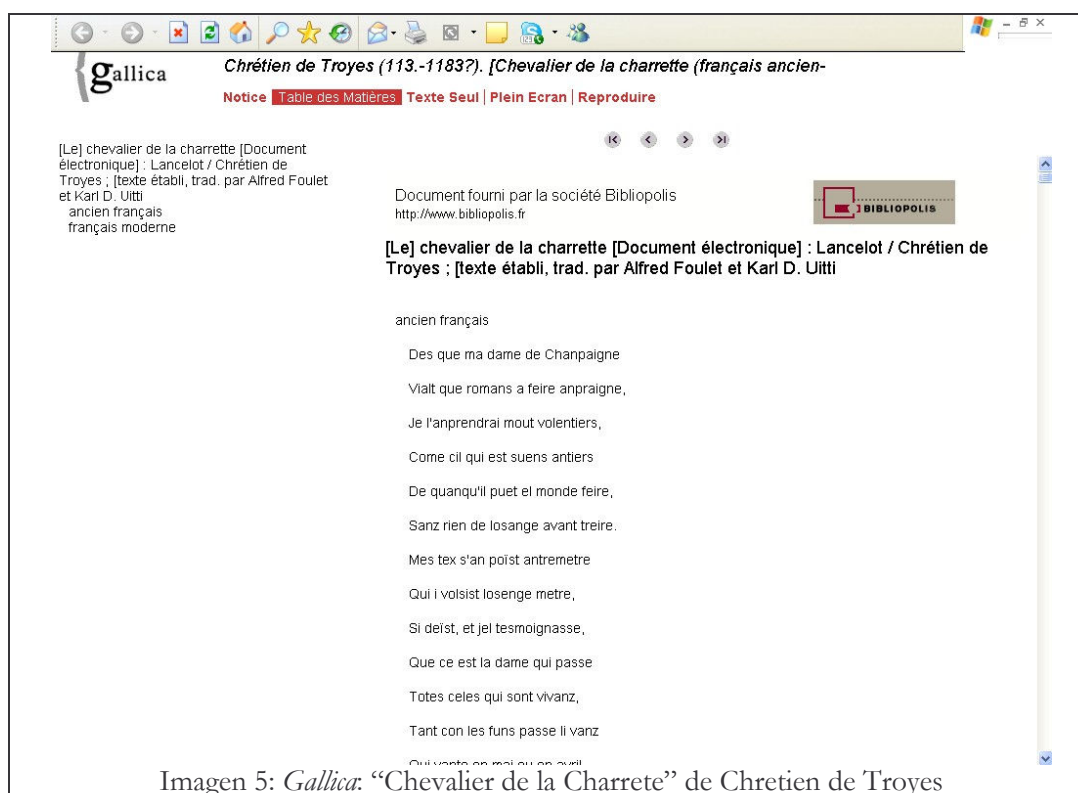 gallica
Chrétien de Troyes (113.-1183?). [Chevalier de la charrette (français ancien-
Notice Table des Matières Texte Seul | Plein Ecran | Reproduire
[Le] chevalier de la charrette [Document
électronique] : Lancelot / Chrétien de
Troyes ; [texte établi, trad. par Alfred Foulet
et Karl D. Uitti
ancien français
français moderne
Document fourni par la société Bibliopolis
http://www.bibliopolis.fr
BIBLIOPOLIS
[Le] chevalier de la charrette [Document électronique] : Lancelot / Chrétien de
Troyes ; [texte établi, trad. par Alfred Foulet et Karl D. Uitti
ancien français
Des que ma dame de Chanpaigne
Vialt que romans a feire anpraigne,
Je l'anprendrai mout volentiers,
Come cil qui est suens antiers
De quanqu'il puet el monde feire,
Sanz rien de losange avant treire.
Mes tex s'an poïst antremetre
Qui i volsist losenge metre,
Si deïst, et jel tesmoignasse,
Que ce est la dame qui passe
Totes celes qui sont vivanz,
Tant con les funs passe li vanz
Qui vante en mai ou en avril
Imagen 5: Gallica: “Chevalier de la Charrete” de Chretien de Troyes